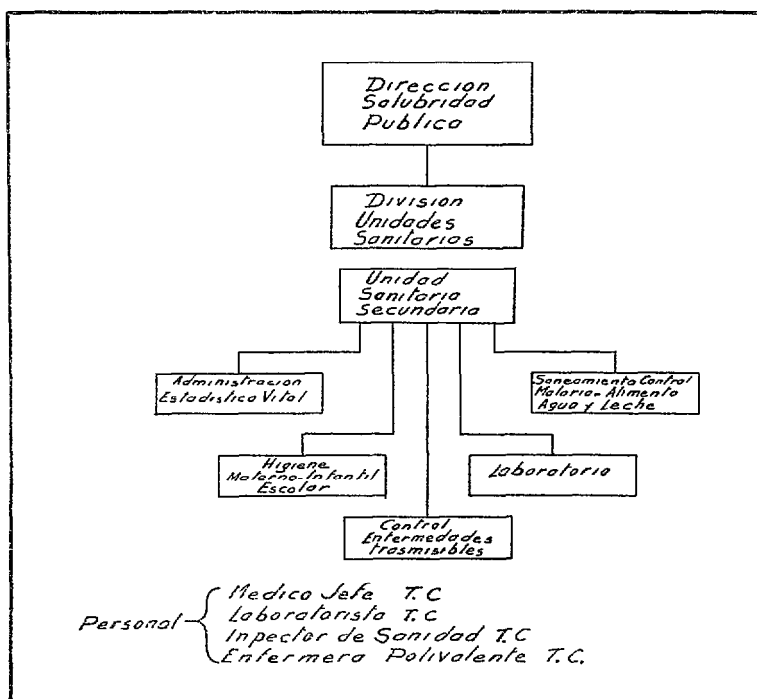 Direccion
Salubridad
Publica
Division
Unidades
Sanitarias
Unidad
Sanitaria
Secundaria
Administracion
Estadistica Vital
Saneamiento Control
Malaria - Alimento
Agua y Leche
Higiene
Materno-Infantil
Escolar
Laboratorio
Control
Enfermedades
trasmisibles
Personal
Medico Jefe T.C
Laboratorista T.C
Inpector de Sanidad T.C
Enfermera Polivalente T.C.